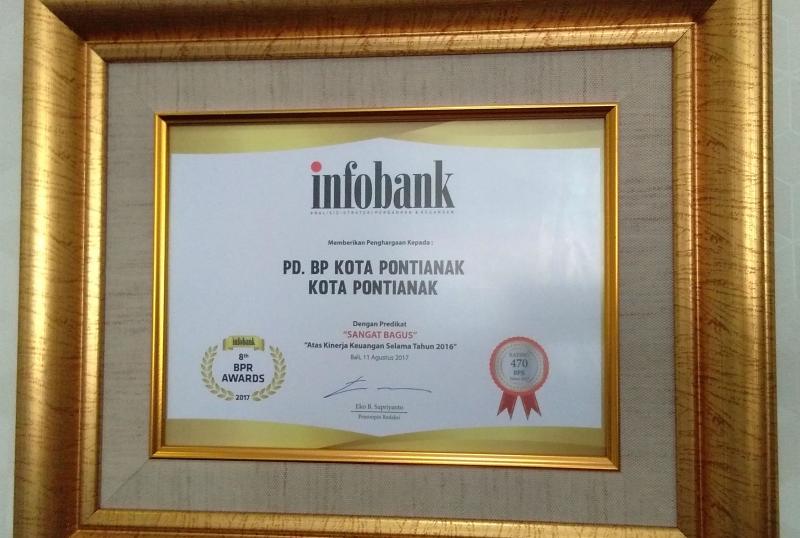 infobank
ANALISIS STRATEGI PERBANKAN & KEUANGAN
Memberikan Penghargaan Kepada :
PD. BP KOTA PONTIANAK
KOTA PONTIANAK
Dengan Predikat
"SANGAT BAGUS"
"Atas Kinerja Keuangan Selama Tahun 2016"
Bali, 11 Agustus 2017
Eko B. Supriyanto
Pemimpin Redaksi
infobank
8th
BPR
AWARDS
2017
RATING
470
BPR